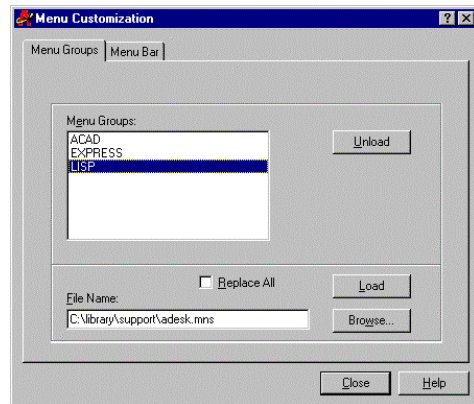 Menu Customization
Menu Groups Menu Bar
Menu Groups:
ACAD
EXPRESS
LISP
Unload
Replace All
Load
File Name:
C:\library\support\adesk.mns
Browse...
Close Help